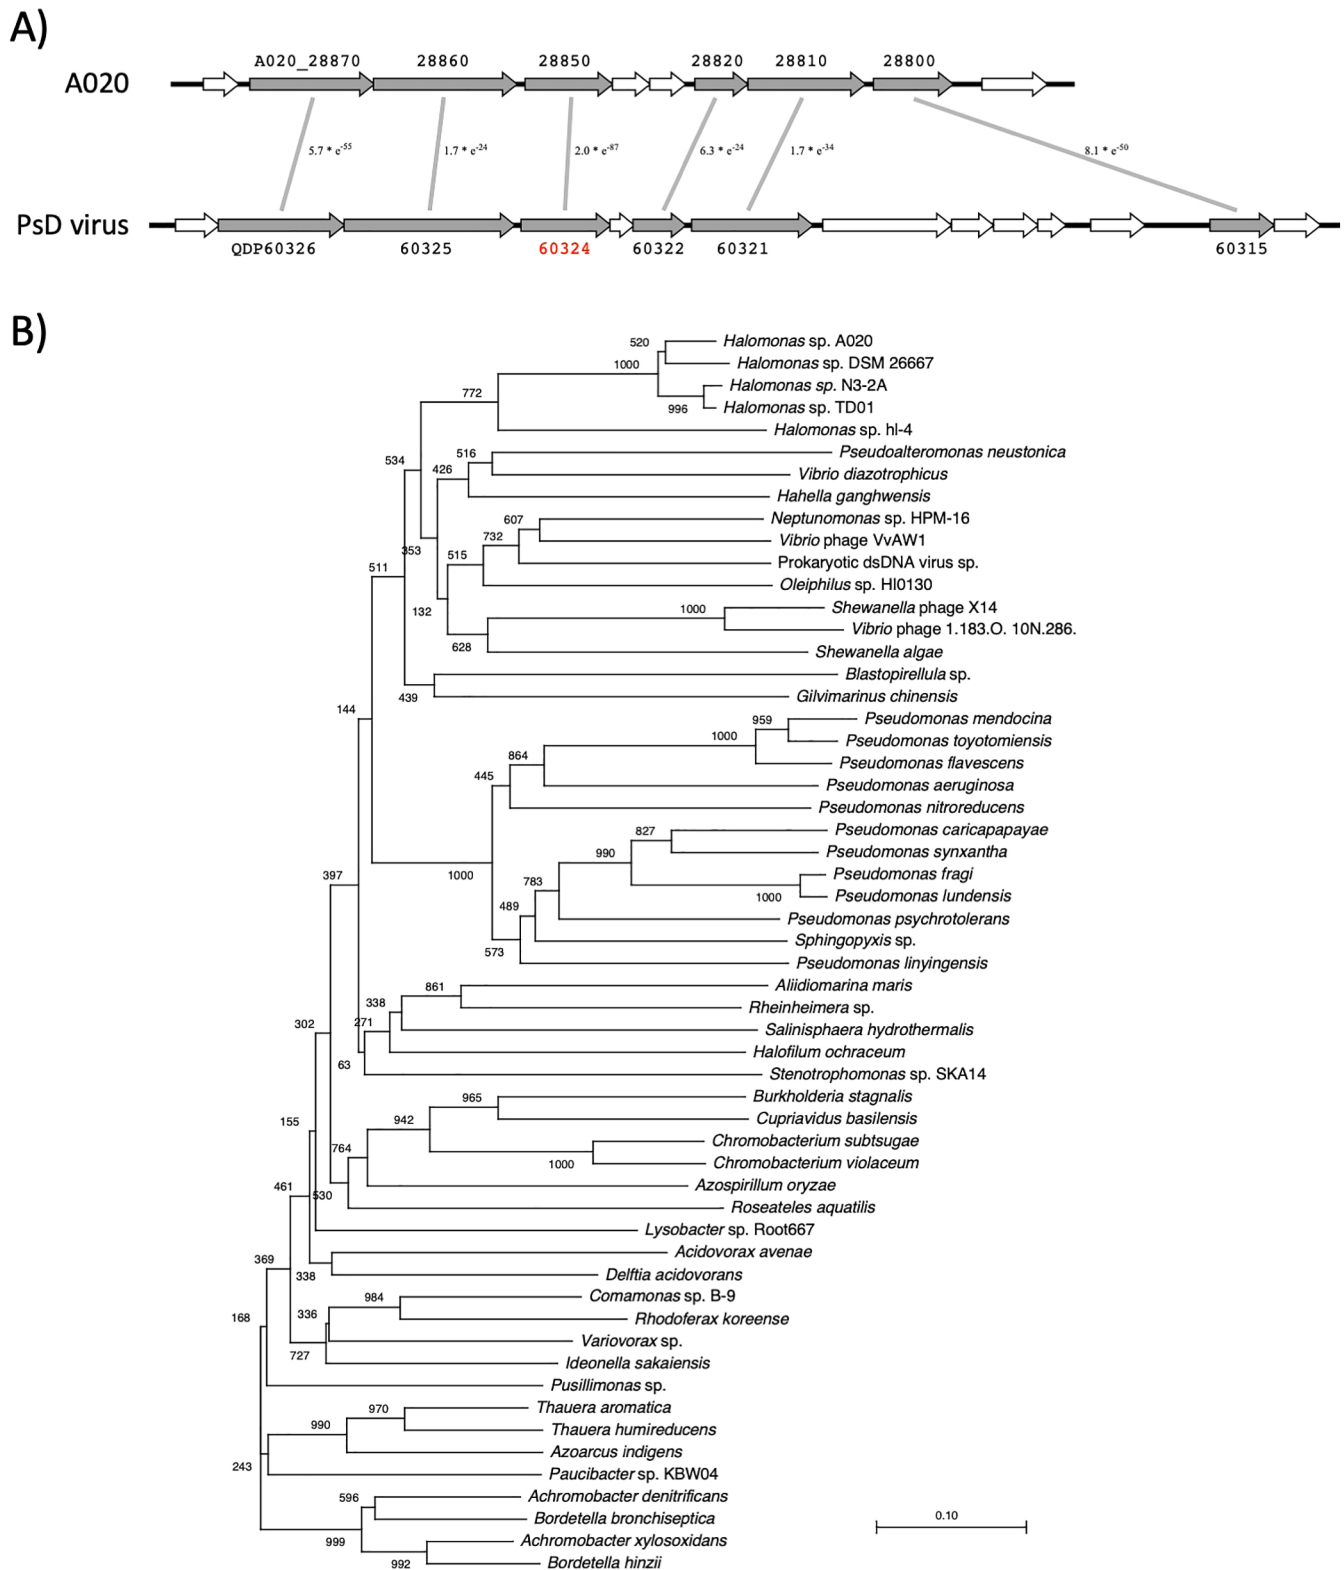 A)
A020_28870 28860 28850 28820 28810 28800
A020
5.7 * e-55 1.7 * e-24 2.0 * e-87 6.3 * e-24 1.7 * e-34 8.1 * e-50
PsD virus
QDP60326 60325 60324 60322 60321 60315
B)
520 Halomonas sp. A020
1000 Halomonas sp. DSM 26667
772 Halomonas sp. N3-2A
996 Halomonas sp. TD01
Halomonas sp. hl-4
534 516 Pseudoalteromonas neustonica
426 Vibrio diazotrophicus
Hahella ganghwensis
607 Neptunomonas sp. HPM-16
353 732 Vibrio phage VvAW1
515 Prokaryotic dsDNA virus sp.
511 Oleiphilus sp. Hl0130
132 1000 Shewanella phage X14
Vibrio phage 1.183.O. 10N.286.
628 Shewanella algae
Blastopirellula sp.
439 Gilvimarinus chinensis
144 959 Pseudomonas mendocina
1000 Pseudomonas toyotomiensis
864 Pseudomonas flavescens
445 Pseudomonas aeruginosa
Pseudomonas nitroreducens
827 Pseudomonas caricapapayae
990 Pseudomonas synxantha
397 1000 783 Pseudomonas fragi
1000 Pseudomonas lundensis
489 Pseudomonas psychrotolerans
573 Sphingopyxis sp.
Pseudomonas linyingensis
861 Aliidiomarina maris
338 Rheinheimera sp.
302 271 Salinisphaera hydrothermalis
63 Halofilum ochraceum
Stenotrophomonas sp. SKA14
965 Burkholderia stagnalis
155 942 Cupriavidus basilensis
764 Chromobacterium subtsugae
1000 Chromobacterium violaceum
461 530 Azospirillum oryzae
Roseateles aquatilis
Lysobacter sp. Root667
369 Acidovorax avenae
338 Delftia acidovorans
984 Comamonas sp. B-9
168 336 Rhodoferax koreense
727 Variovorax sp.
Ideonella sakaiensis
Pusillimonas sp.
970 Thauera aromatica
990 Thauera humireducens
Azoarcus indigens
243 Paucibacter sp. KBW04
596 Achromobacter denitrificans
Bordetella bronchiseptica
0.10
999 Achromobacter xylosoxidans
992 Bordetella hinzii